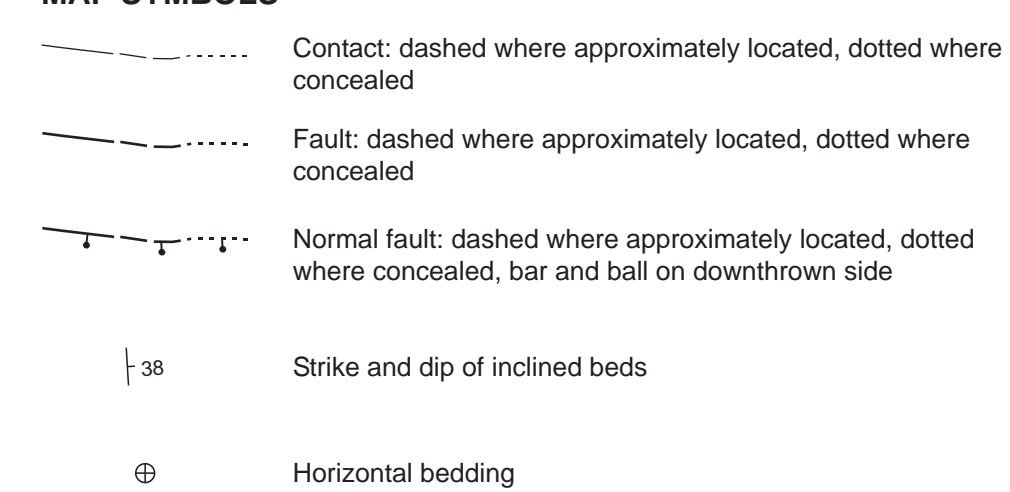 MAP SYMBOLS
Contact: dashed where approximately located, dotted where
concealed
Fault: dashed where approximately located, dotted where
concealed
Normal fault: dashed where approximately located, dotted
where concealed, bar and ball on downthrown side
38
Strike and dip of inclined beds
Horizontal bedding